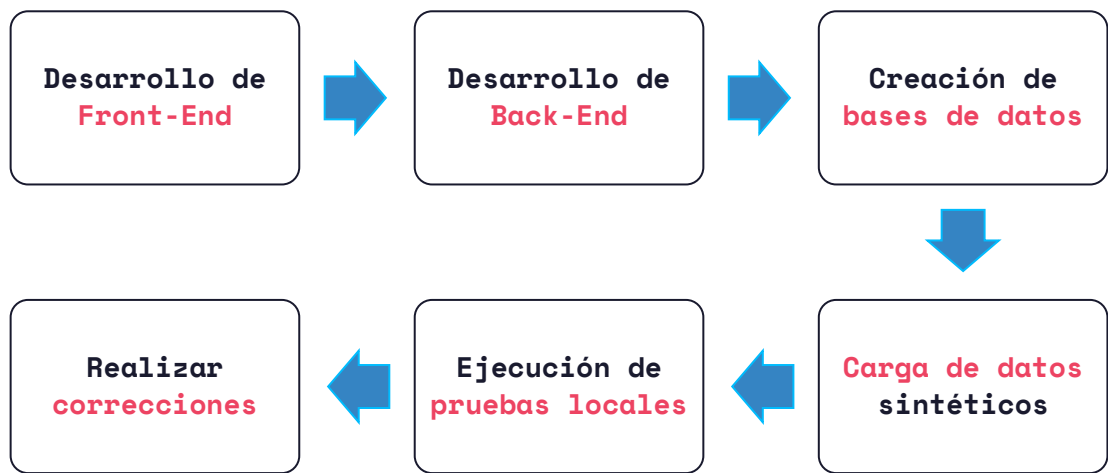 Desarrollo de
Front-End
Desarrollo de
Back-End
Creación de
bases de datos
Carga de datos
sintéticos
Ejecución de
pruebas locales
Realizar
correcciones